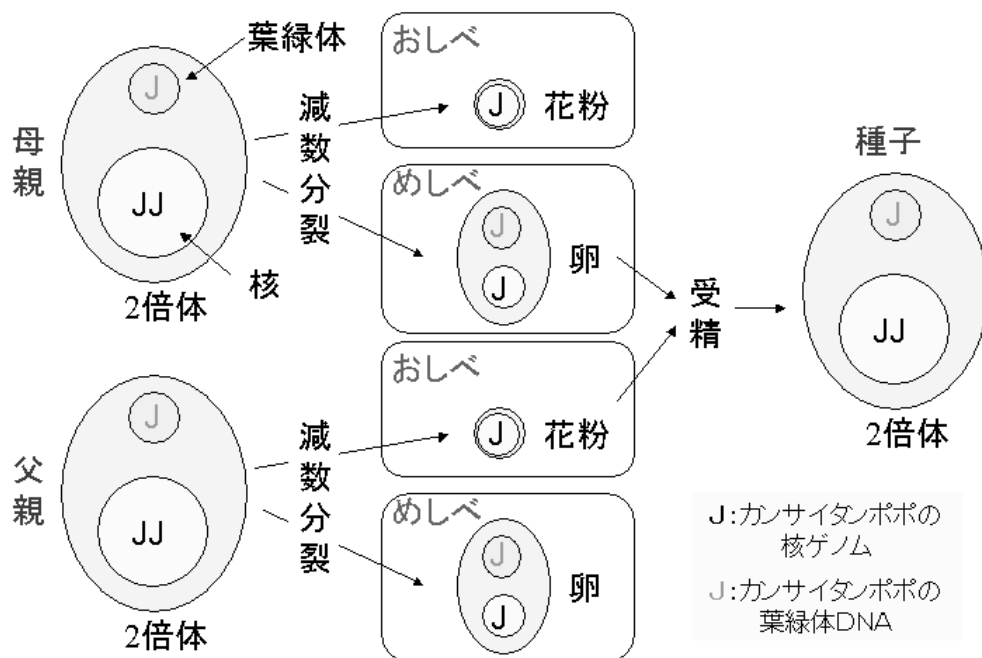 葉緑体
J
母親
JJ
核
2倍体
減数分裂
おしべ
J
花粉
めしべ
J
J
卵
父親
J
JJ
2倍体
減数分裂
おしべ
J
花粉
めしべ
J
J
卵
受精
種子
J
JJ
2倍体
J:カンサイタンポポの
核ゲノム
J:カンサイタンポポの
葉緑体DNA